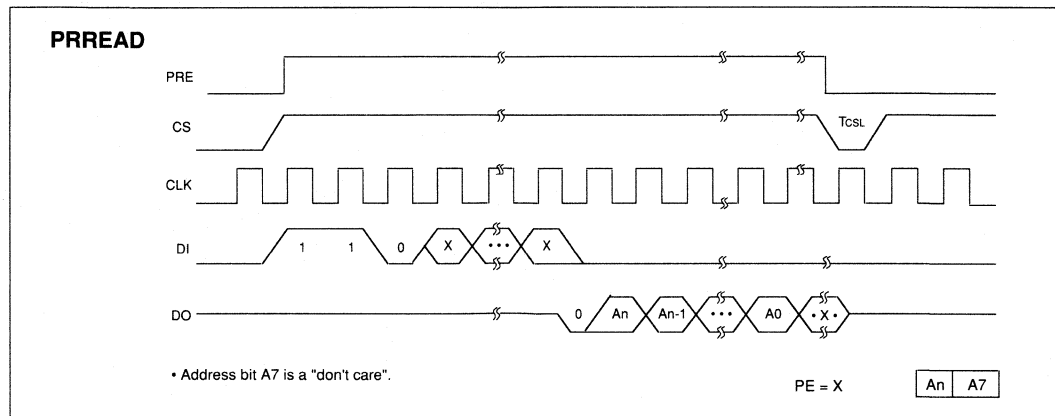 PRREAD
PRE
CS
TCSL
CLK
DI 1 1 0 X ••• X
DO 0 An An-1 ••• A0 •X•
• Address bit A7 is a "don't care".
PE = X
An A7